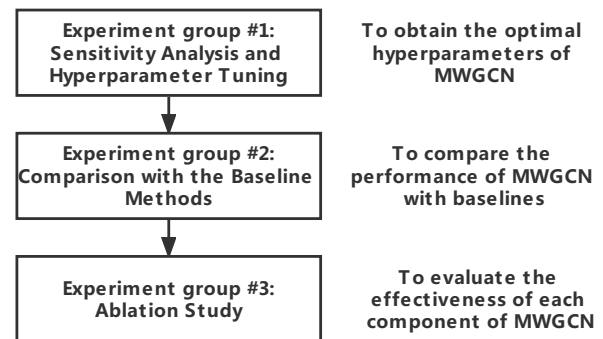 Experiment group #1:
Sensitivity Analysis and
Hyperparameter Tuning
To obtain the optimal
hyperparameters of
MWGCN
Experiment group #2:
Comparison with the Baseline
Methods
To compare the
performance of MWGCN
with baselines
Experiment group #3:
Ablation Study
To evaluate the
effectiveness of each
component of MWGCN